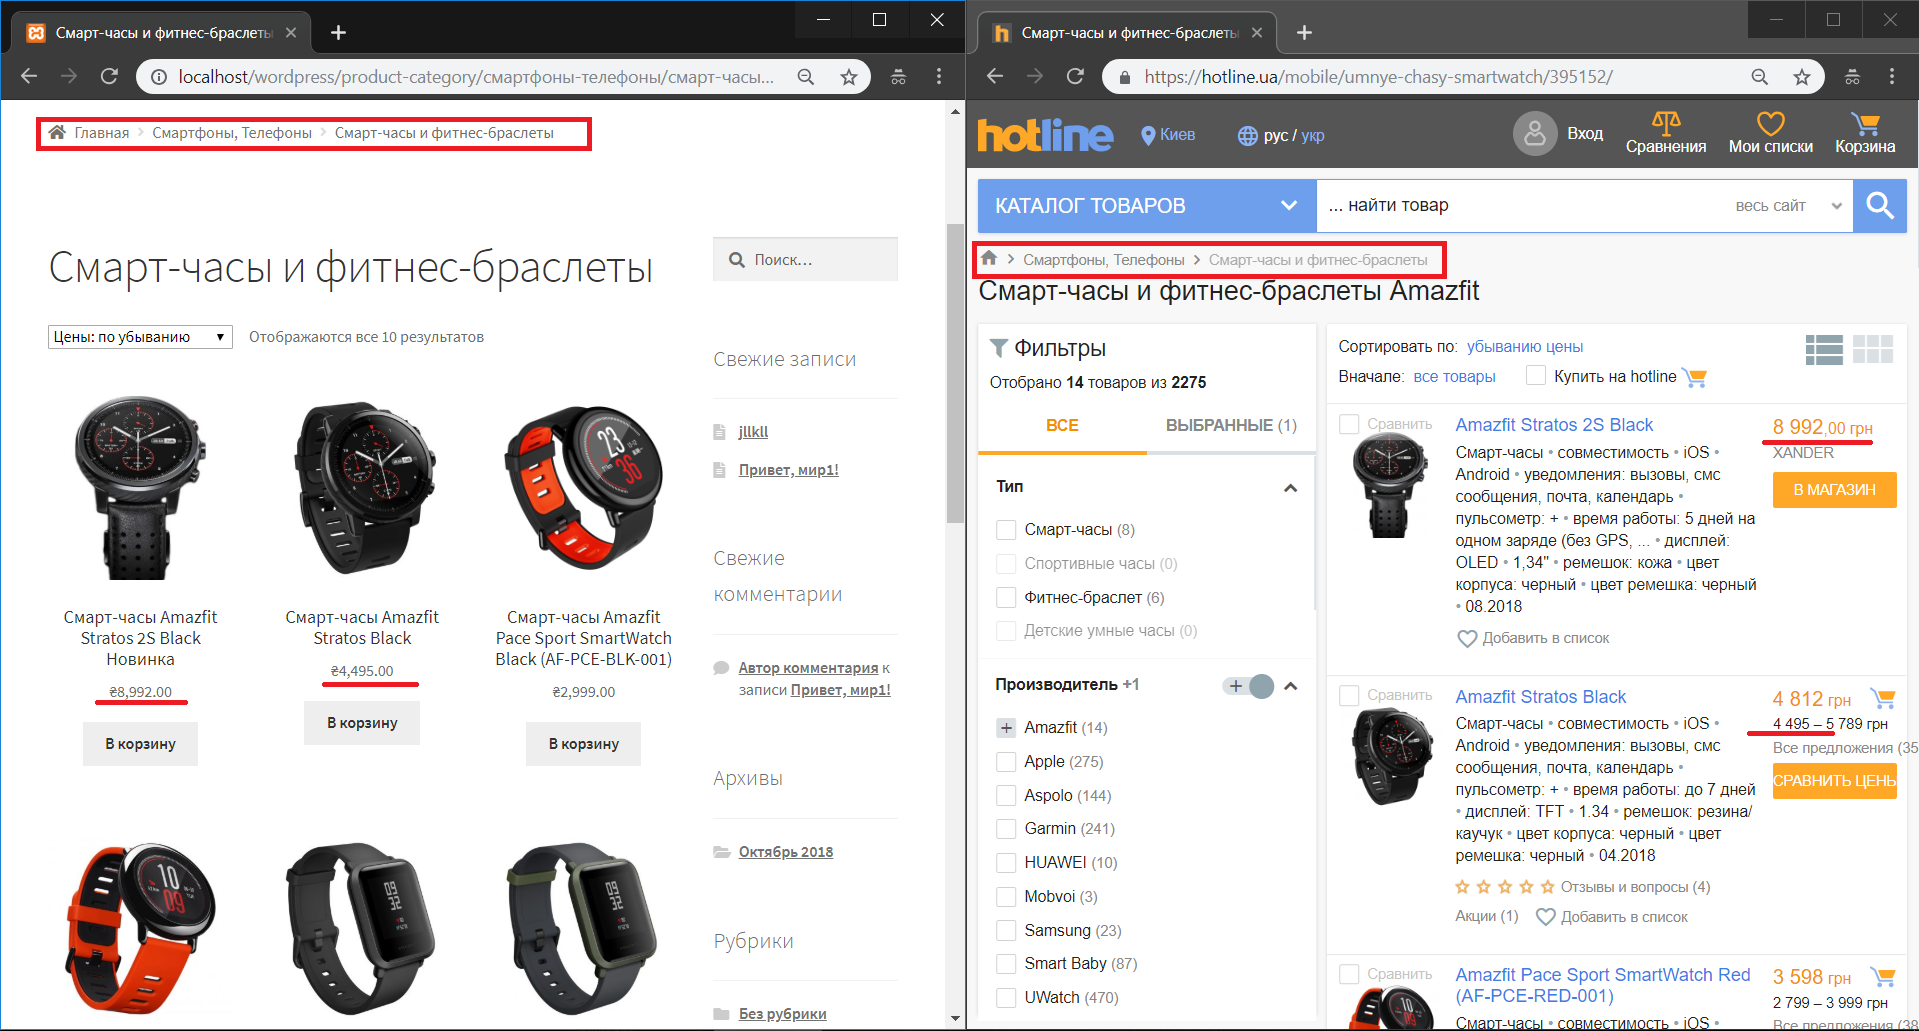 Смарт-часы и фитнес-браслеты
localhost/wordpress/product-category/смартфоны-телефоны/смарт-часы...
Главная
Смартфоны, Телефоны
Смарт-часы и фитнес-браслеты
Смарт-часы и фитнес-браслеты
Цены: по убыванию
Отображаются все 10 результатов
Смарт-часы Amazfit
Stratos 2S Black
Новинка
₴8,992.00
В корзину
Смарт-часы Amazfit
Stratos Black
₴4,495.00
В корзину
Смарт-часы Amazfit
Pace Sport SmartWatch
Black (AF-PCE-BLK-001)
₴2,999.00
В корзину
Поиск...
Свежие записи
jllkll
Привет, мир1!
Свежие
комментарии
Автор комментария к
записи Привет, мир1!
Архивы
Октябрь 2018
Рубрики
Без рубрики
Смарт-часы и фитнес-браслеты
https://hotline.ua/mobile/umnye-chasy-smartwatch/395152/
hotline
Киев
рус / укр
Вход
Сравнения
Мои списки
Корзина
КАТАЛОГ ТОВАРОВ
... найти товар
весь сайт
Смартфоны, Телефоны
Смарт-часы и фитнес-браслеты
Смарт-часы и фитнес-браслеты Amazfit
Фильтры
Отобрано 14 товаров из 2275
ВСЕ
ВЫБРАННЫЕ (1)
Тип
Смарт-часы (8)
Спортивные часы (0)
Фитнес-браслет (6)
Детские умные часы (0)
Производитель +1
+
+ Amazfit (14)
Apple (275)
Aspolo (144)
Garmin (241)
HUAWEI (10)
Mobvoi (3)
Samsung (23)
Smart Baby (87)
UWatch (470)
Сортировать по: убыванию цены
Вначале: все товары
Купить на hotline
Сравнить
Amazfit Stratos 2S Black
Смарт-часы • совместимость • iOS •
Android • уведомления: вызовы, смс
сообщения, почта, календарь •
пульсометр: + • время работы: 5 дней на
одном заряде (без GPS, ... • дисплей:
OLED • 1,34" • ремешок: кожа • цвет
корпуса: черный • цвет ремешка: черный
• 08.2018
Добавить в список
8 992,00 грн
XANDER
В МАГАЗИН
Сравнить
Amazfit Stratos Black
Смарт-часы • совместимость • iOS •
Android • уведомления: вызовы, смс
сообщения, почта, календарь •
пульсометр: + • время работы: до 7 дней
• дисплей: TFT • 1.34 • ремешок: резина/
каучук • цвет корпуса: черный • цвет
ремешка: черный • 04.2018
Отзывы и вопросы (4)
Акции (1)
Добавить в список
4 812 грн
4 495 – 5 789 грн
Все предложения (35
СРАВНИТЬ ЦЕНЫ
Сравнить
Amazfit Pace Sport SmartWatch Red
(AF-PCE-RED-001)
Смарт-часы • совместимость • iOS •
3 598 грн
2 799 – 3 999 грн